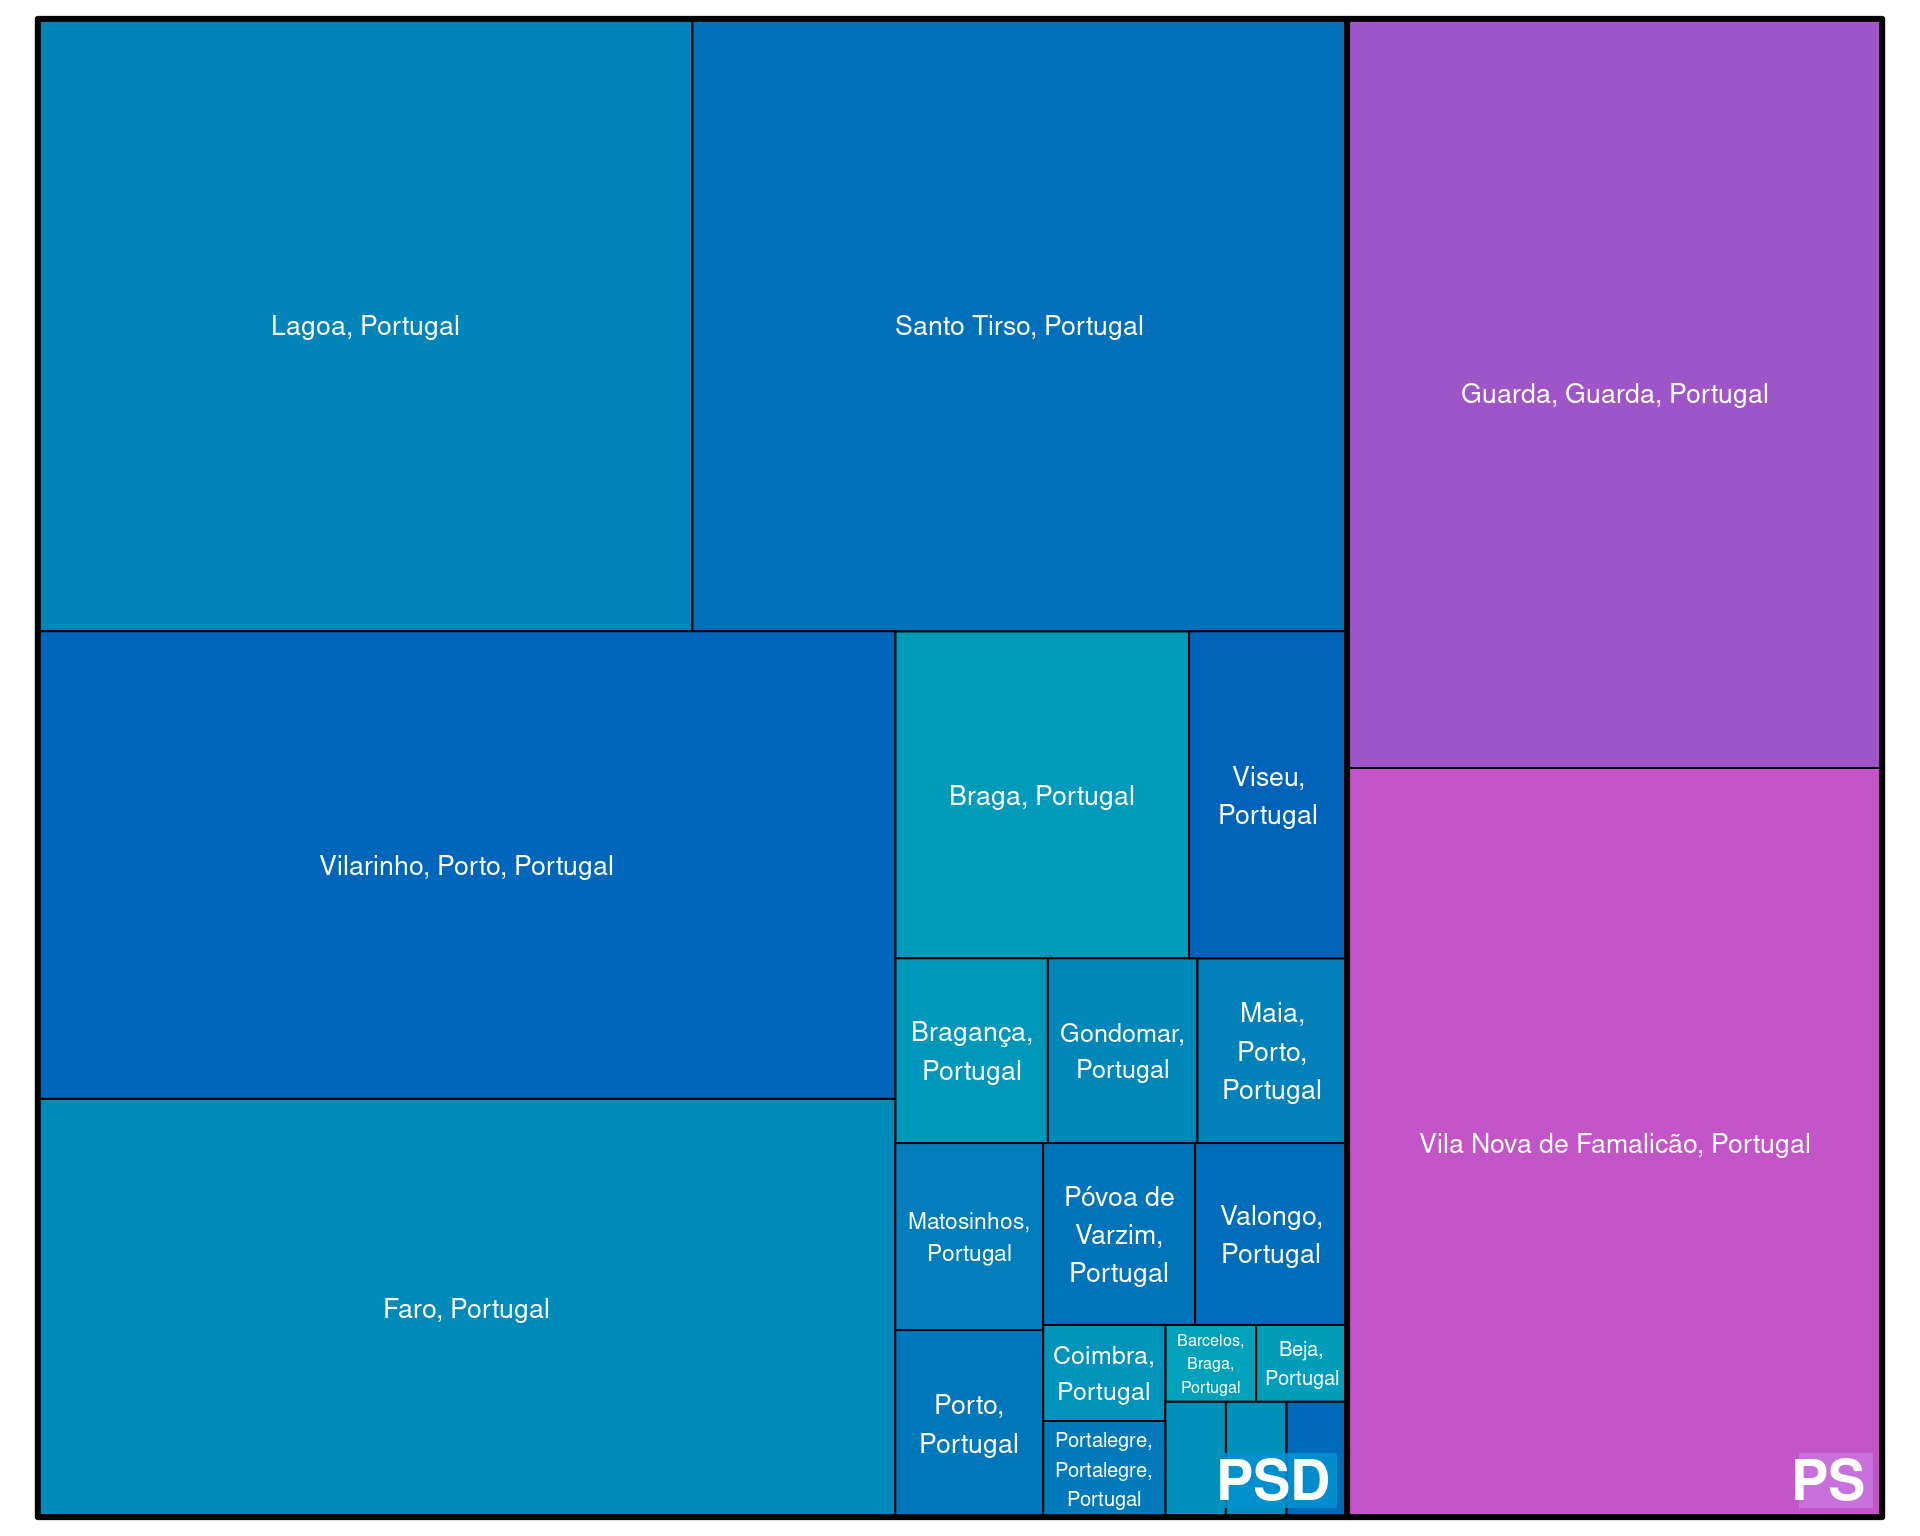 Lagoa, Portugal
Santo Tirso, Portugal
Guarda, Guarda, Portugal
Vilarinho, Porto, Portugal
Braga, Portugal
Viseu,
Portugal
Bragança,
Portugal
Gondomar,
Portugal
Maia,
Porto,
Portugal
Faro, Portugal
Matosinhos,
Portugal
Póvoa de
Varzim,
Portugal
Valongo,
Portugal
Vila Nova de Famalicão, Portugal
Porto,
Portugal
Coimbra,
Portugal
Barcelos,
Braga,
Portugal
Beja,
Portugal
Portalegre,
Portalegre,
Portugal
PSD
PS